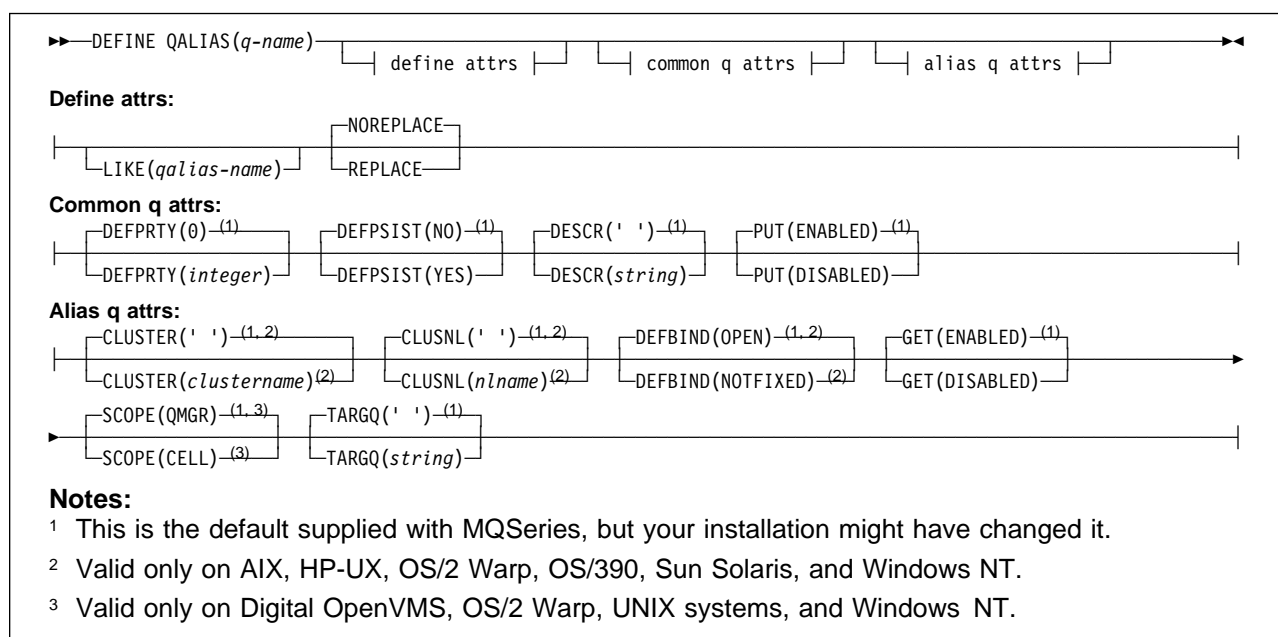 DEFINE QALIAS(q-name)
define attrs common q attrs alias q attrs
Define attrs:
NOREPLACE
LIKE(qalias-name) REPLACE
Common q attrs:
DEFPRTY(0) (1) DEFPSIST(NO) (1) DESCR(' ') (1) PUT(ENABLED) (1)
DEFPRTY(integer) DEFPSIST(YES) DESCR(string) PUT(DISABLED)
Alias q attrs:
CLUSTER(' ') (1, 2) CLUSNL(' ') (1, 2) DEFBIND(OPEN) (1, 2) GET(ENABLED) (1)
CLUSTER(clustername) (2) CLUSNL(nlname) (2) DEFBIND(NOTFIXED) (2) GET(DISABLED)
SCOPE(QMGR) (1, 3) TARGQ(' ') (1)
SCOPE(CELL) (3) TARGQ(string)
Notes:
1 This is the default supplied with MQSeries, but your installation might have changed it.
2 Valid only on AIX, HP-UX, OS/2 Warp, OS/390, Sun Solaris, and Windows NT.
3 Valid only on Digital OpenVMS, OS/2 Warp, UNIX systems, and Windows NT.